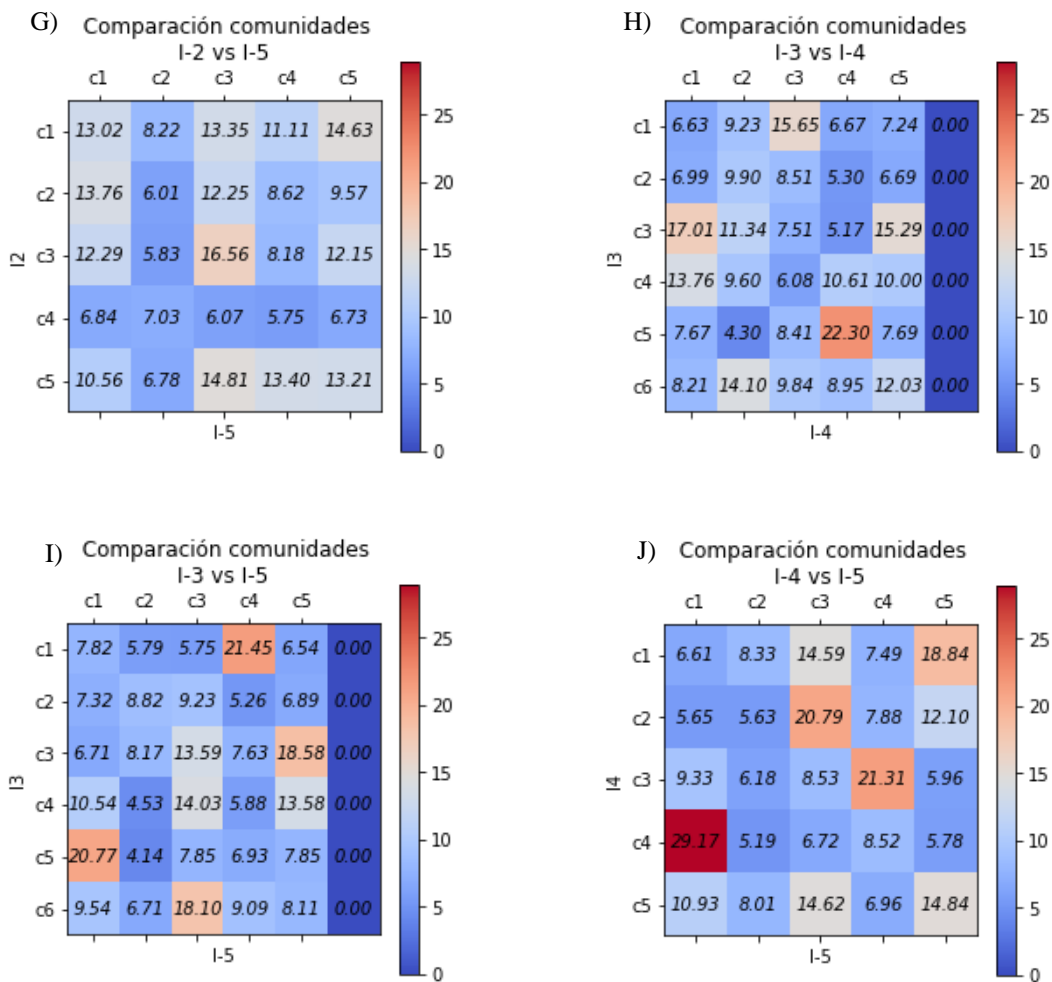 G) Comparación comunidades
I-2 vs I-5
c1 c2 c3 c4 c5
c1 13.02 8.22 13.35 11.11 14.63
c2 13.76 6.01 12.25 8.62 9.57
I2 c3 12.29 5.83 16.56 8.18 12.15
c4 6.84 7.03 6.07 5.75 6.73
c5 10.56 6.78 14.81 13.40 13.21
I-5
25
20
15
10
5
0
H) Comparación comunidades
I-3 vs I-4
c1 c2 c3 c4 c5
c1 6.63 9.23 15.65 6.67 7.24 0.00
c2 6.99 9.90 8.51 5.30 6.69 0.00
c3 17.01 11.34 7.51 5.17 15.29 0.00
I3
c4 13.76 9.60 6.08 10.61 10.00 0.00
c5 7.67 4.30 8.41 22.30 7.69 0.00
c6 8.21 14.10 9.84 8.95 12.03 0.00
I-4
25
20
15
10
5
0
I) Comparación comunidades
I-3 vs I-5
c1 c2 c3 c4 c5
c1 7.82 5.79 5.75 21.45 6.54 0.00
c2 7.32 8.82 9.23 5.26 6.89 0.00
c3 6.71 8.17 13.59 7.63 18.58 0.00
I3
c4 10.54 4.53 14.03 5.88 13.58 0.00
c5 20.77 4.14 7.85 6.93 7.85 0.00
c6 9.54 6.71 18.10 9.09 8.11 0.00
I-5
25
20
15
10
5
0
J) Comparación comunidades
I-4 vs I-5
c1 c2 c3 c4 c5
c1 6.61 8.33 14.59 7.49 18.84
c2 5.65 5.63 20.79 7.88 12.10
I4 c3 9.33 6.18 8.53 21.31 5.96
c4 29.17 5.19 6.72 8.52 5.78
c5 10.93 8.01 14.62 6.96 14.84
I-5
25
20
15
10
5
0